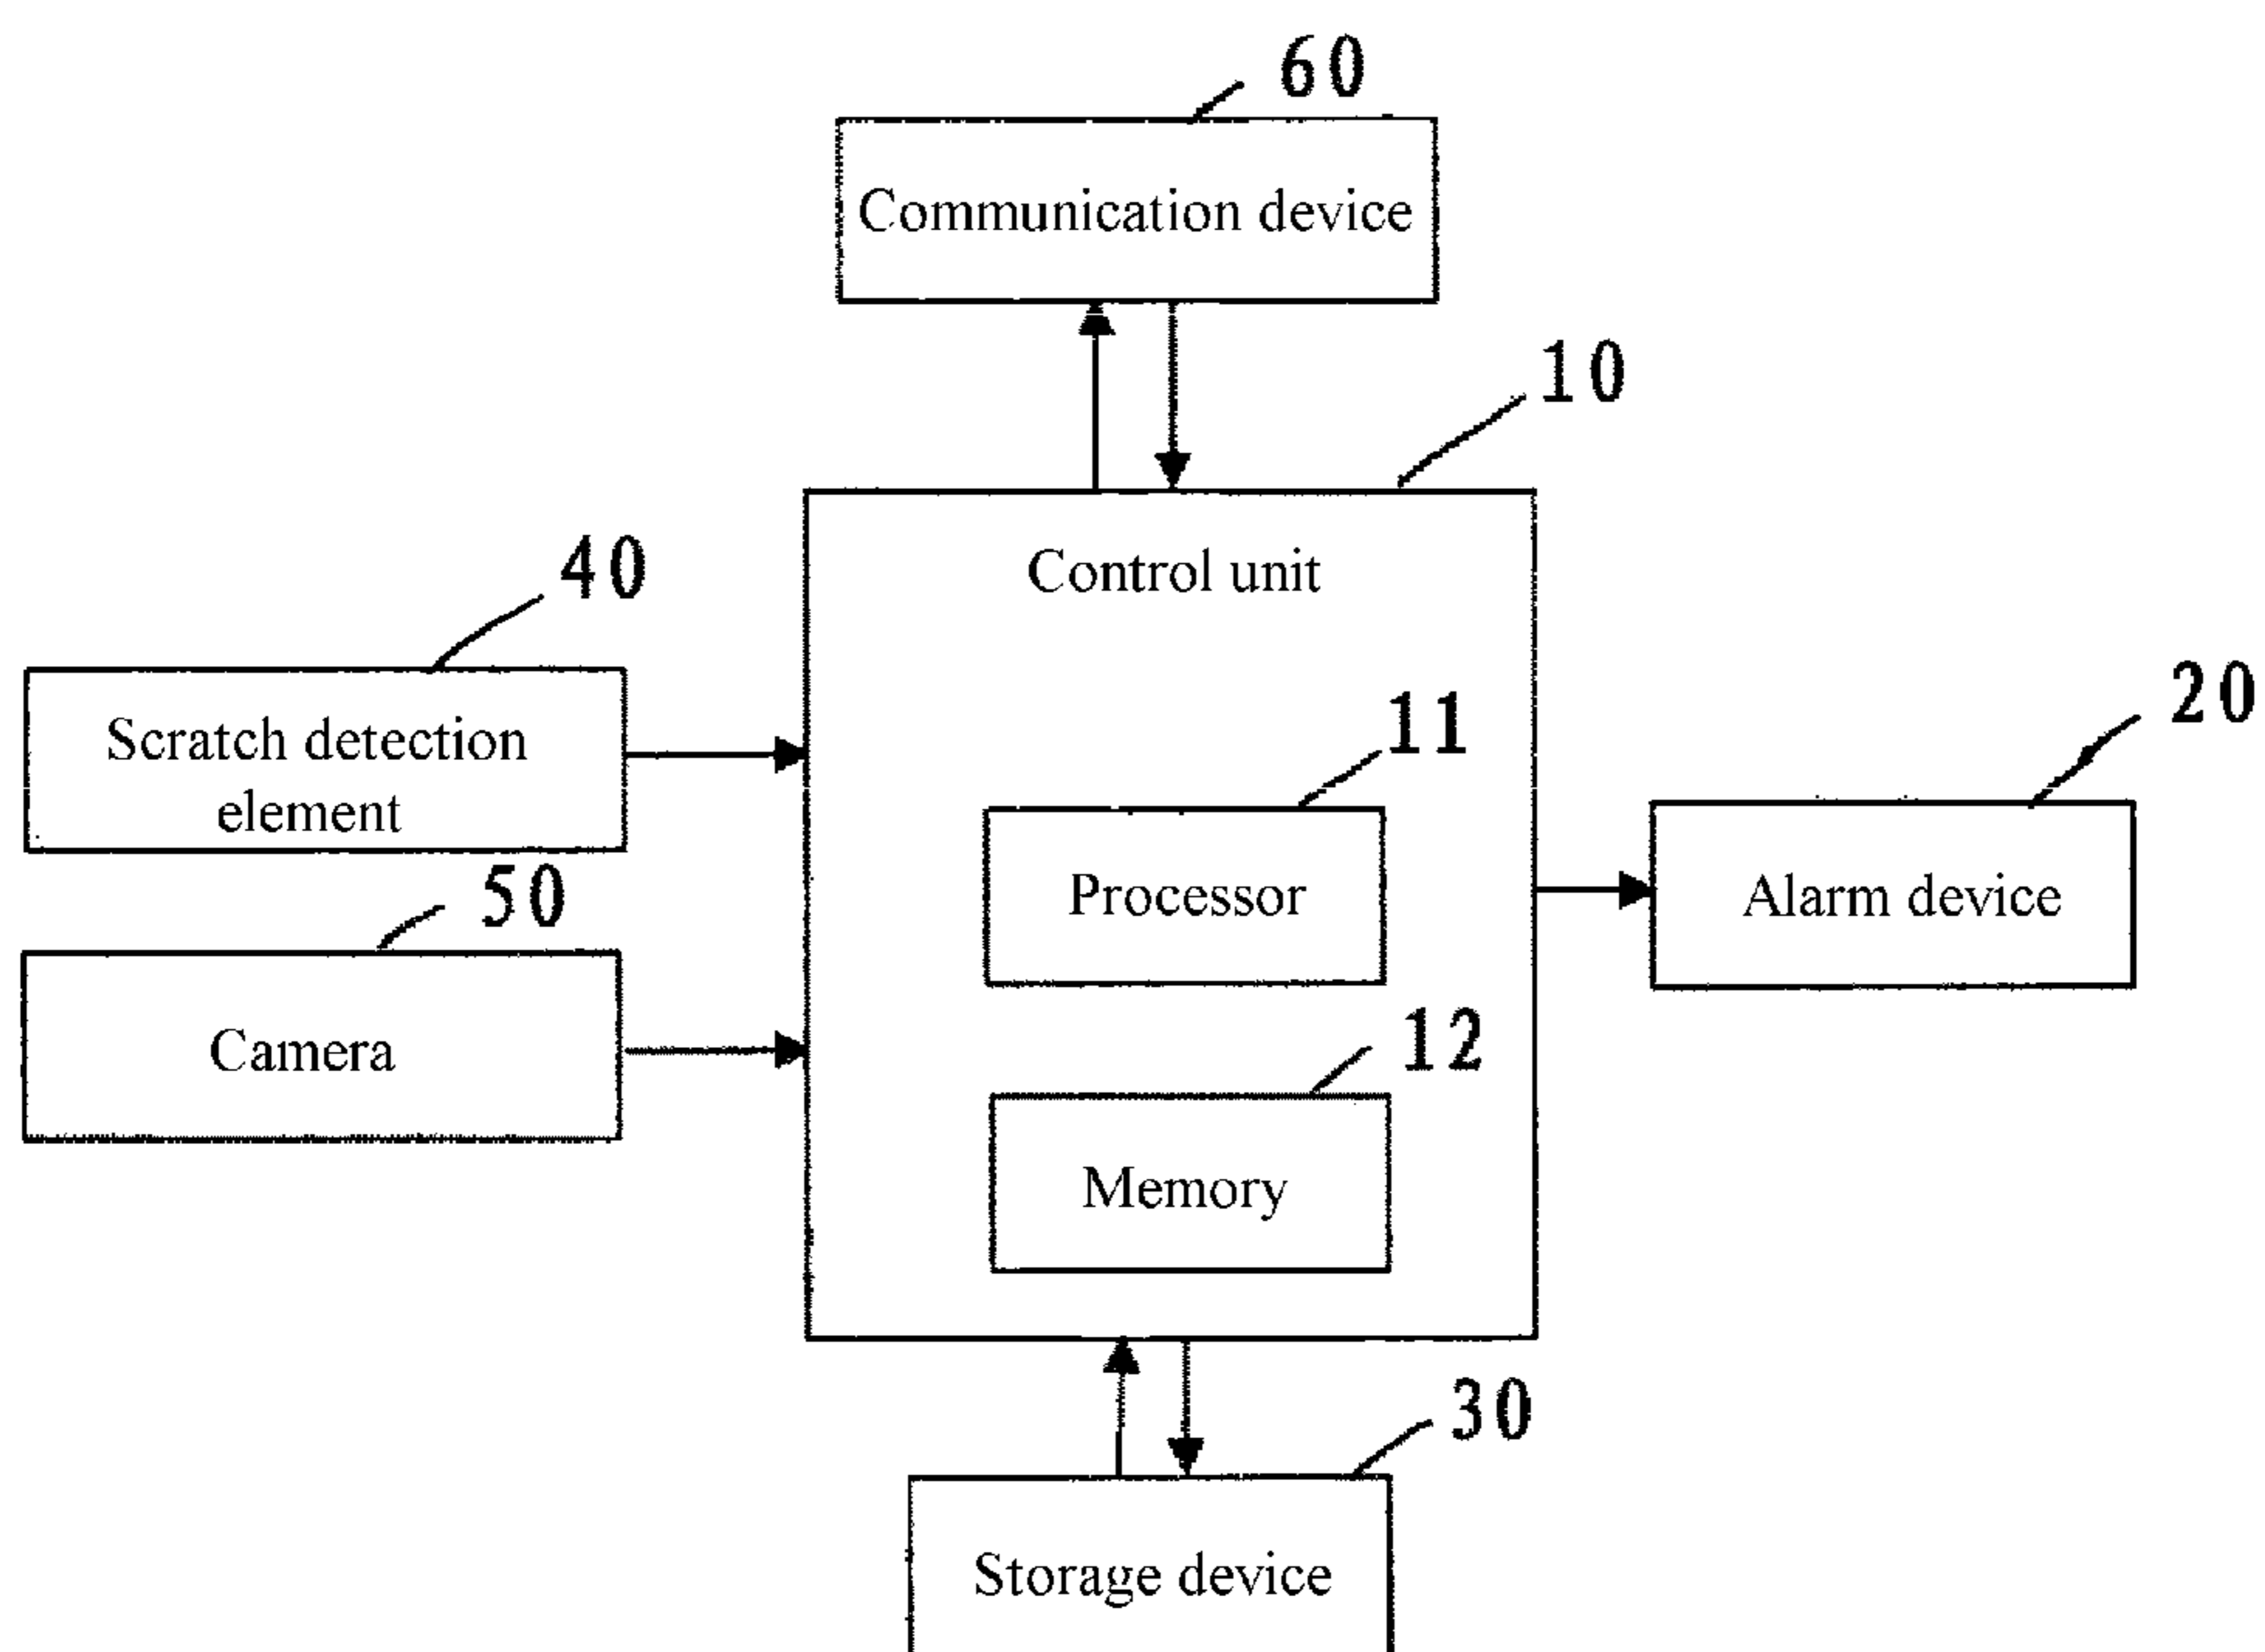 60
Communication device
10
Control unit
40
Scratch detection
element
11
20
Processor
Alarm device
50
Camera
12
Memory
30
Storage device